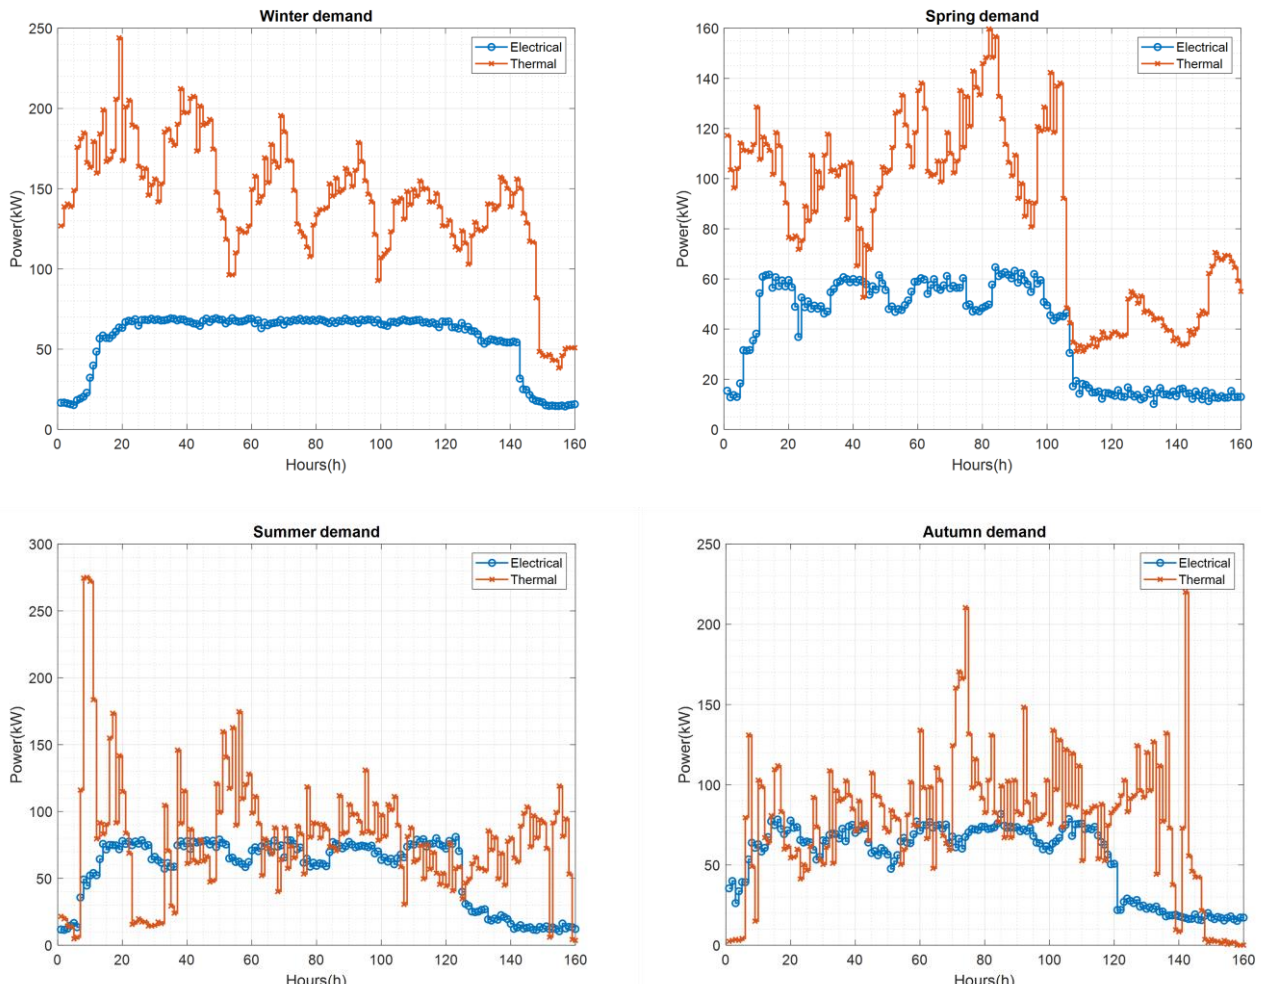 Winter demand
250
200
150
100
50
0
Power(kW)
Electrical
Thermal
0 20 40 60 80 100 120 140 160
Hours(h)
Spring demand
160
140
120
100
80
60
40
20
0
Power(kW)
Electrical
Thermal
0 20 40 60 80 100 120 140 160
Hours(h)
Summer demand
300
250
200
150
100
50
0
Power(kW)
Electrical
Thermal
0 20 40 60 80 100 120 140 160
Hours(h)
Autumn demand
250
200
150
100
50
0
Power(kW)
Electrical
Thermal
0 20 40 60 80 100 120 140 160
Hours(h)